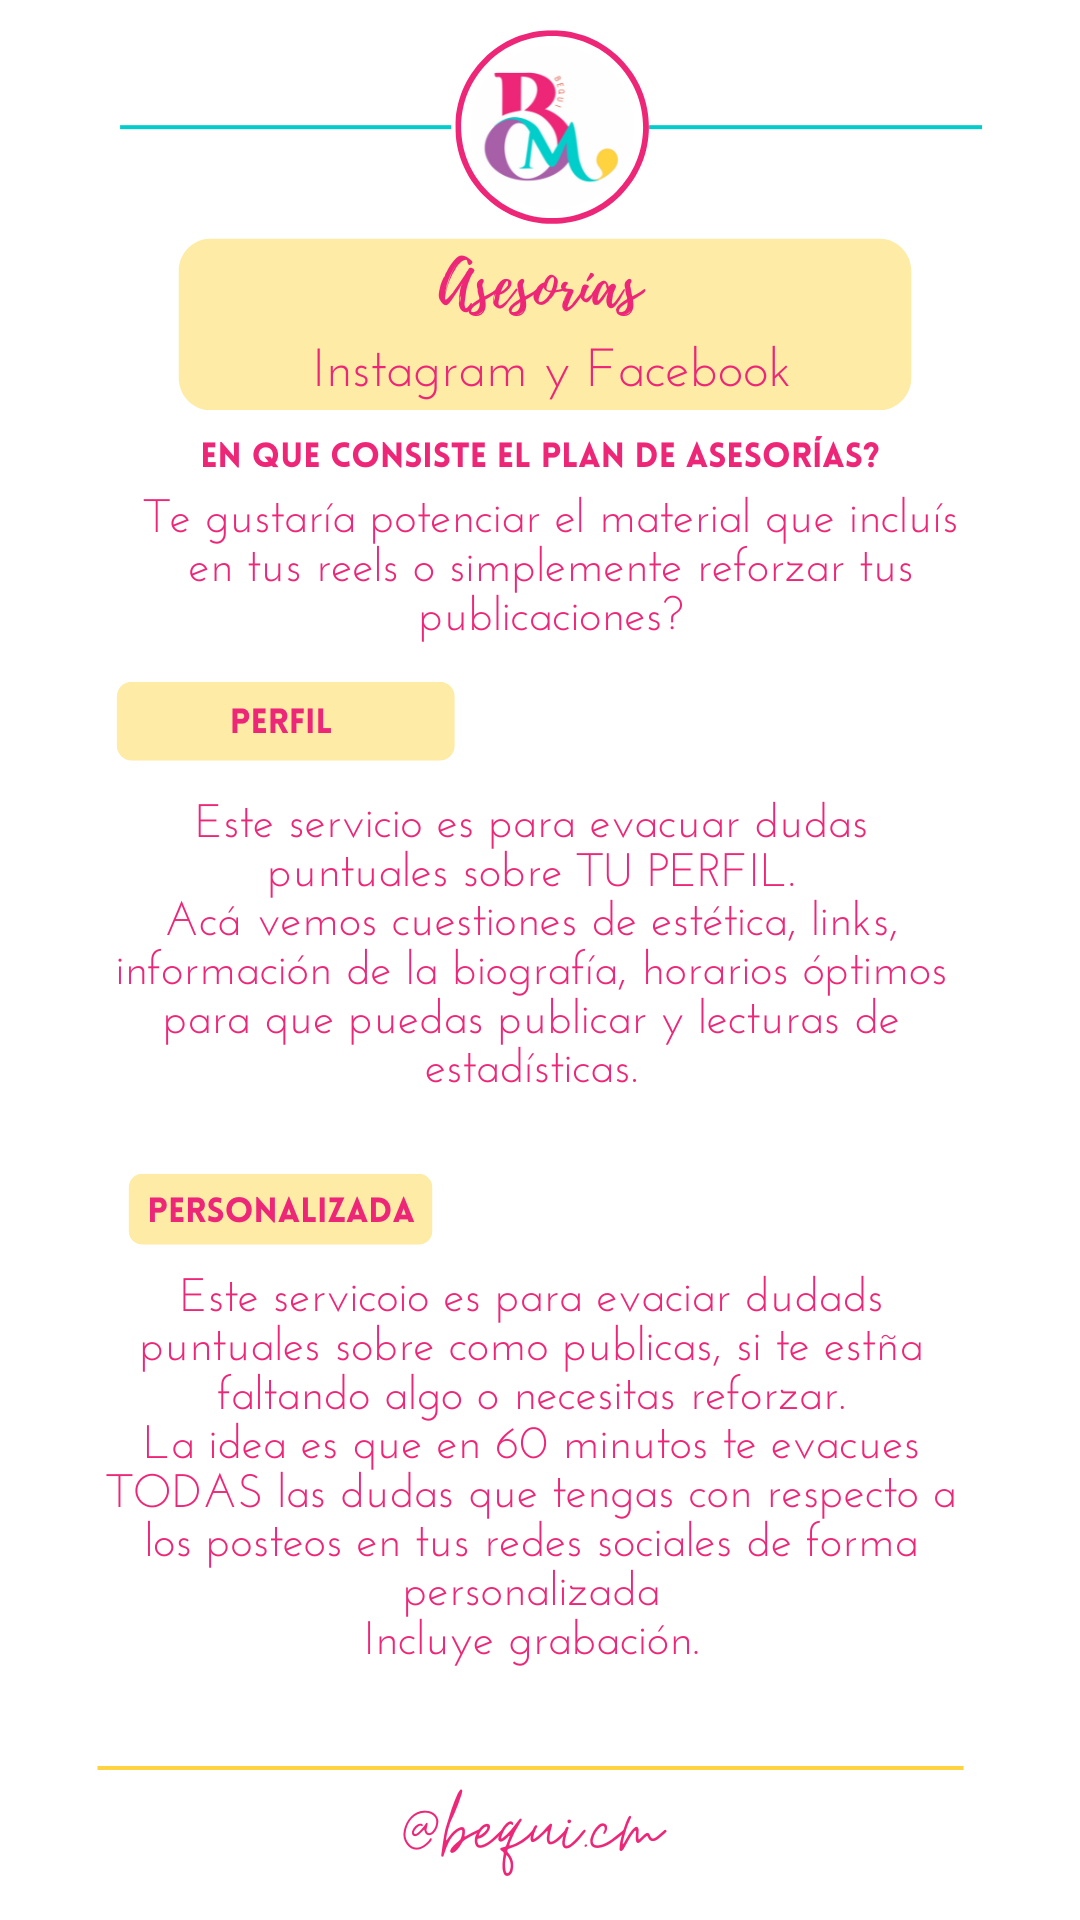 BCM
BEQUI
Asesorías
Instagram y Facebook
EN QUE CONSISTE EL PLAN DE ASESORÍAS?
Te gustaría potenciar el material que incluís
en tus reels o simplemente reforzar tus
publicaciones?
PERFIL
Este servicio es para evacuar dudas
puntuales sobre TU PERFIL.
Acá vemos cuestiones de estética, links,
información de la biografía, horarios óptimos
para que puedas publicar y lecturas de
estadísticas.
PERSONALIZADA
Este servicoio es para evaciar dudads
puntuales sobre como publicas, si te estña
faltando algo o necesitas reforzar.
La idea es que en 60 minutos te evacues
TODAS las dudas que tengas con respecto a
los posteos en tus redes sociales de forma
personalizada
Incluye grabación.
@bequi.cm